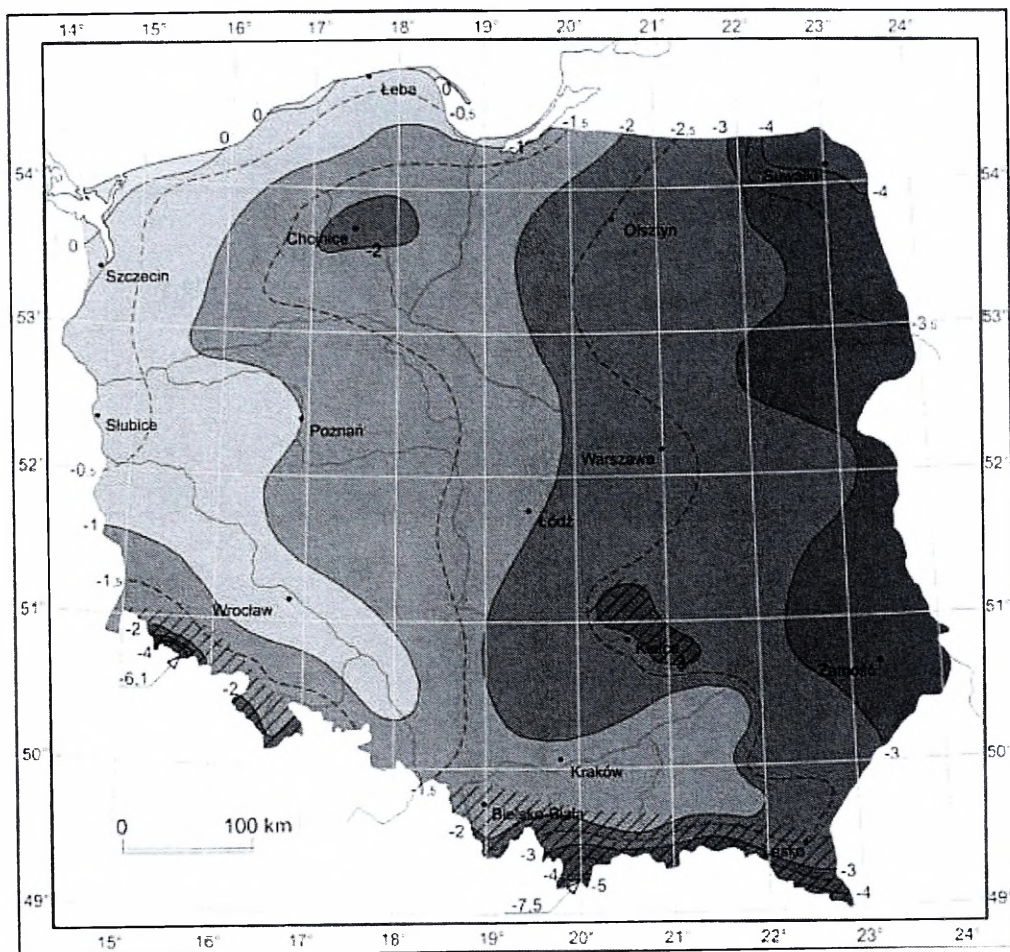 14° 15° 16° 17° 18° 19° 20° 21° 22° 23° 24°
Łeba
0
-0,5
0
0
0
-1
-1,5
-2
-2,5
-3
-4
54°
54°
Suwałki
-4
Chojnice
-2
Olsztyn
0
Szczecin
53°
53°
-3,5
Słubice
Poznań
Warszawa
52°
52°
-0,5
Łódź
-1
-1,5
Wrocław
51°
51°
-2
-4
-6,1
Kielce
Zamość
-2
50°
50°
-3
Kraków
-1,5
Bielsko-Biała
0 100 km
-2
-3
-4
-5
-7,5
Lesko
-3
-4
49°
49°
15° 16° 17° 18° 19° 20° 21° 22° 23° 24°